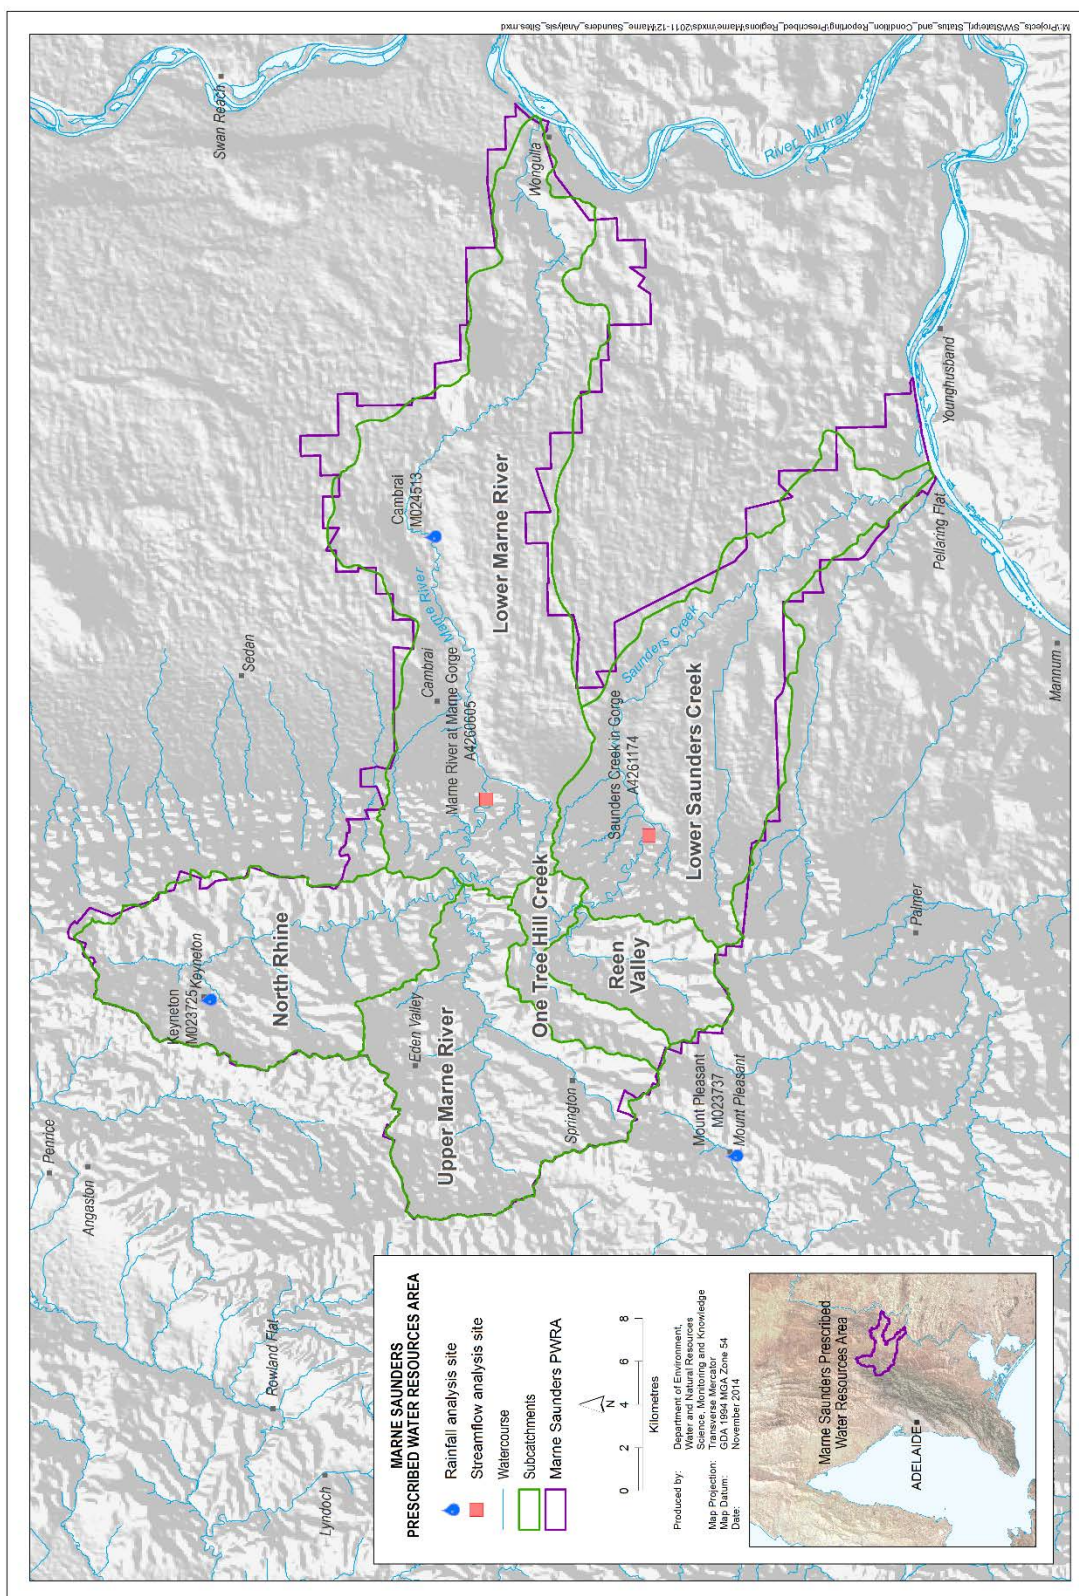 M:\Projects_SW\State\prj_Status_and_Condition_Reporting\Prescribed_Regions\Marne\mxds\2011-12\Marne_Saunders_Analysis_Sites.mxd
Penrice
Angaston
Rowland Flat
Lyndoch
Keyneton
M023725
Keyneton
North Rhine
Sedan
Swan Reach
Eden Valley
Upper Marne River
Springton
One Tree Hill Creek
Reen
Valley
Mount Pleasant
M023737
Mount Pleasant
Cambrai
Marne River at Marne Gorge
A4260605
Marne River
Cambrai
M024513
Lower Marne River
Wongulla
River Murray
Saunders Creek in Gorge
A4261174
Saunders Creek
Lower Saunders Creek
Palmer
Mannum
Pellaring Flat
Younghusband
MARNE SAUNDERS
PRESCRIBED WATER RESOURCES AREA
Rainfall analysis site
Streamflow analysis site
Watercourse
Subcatchments
Marne Saunders PWRA
N
0 2 4 6 8
Kilometres
Produced by: Department of Environment,
Water and Natural Resources
Science, Monitoring and Knowledge
Map Projection: Transverse Mercator
Map Datum: GDA 1994 MGA Zone 54
Date: November 2014
Marne Saunders Prescribed
Water Resources Area
ADELAIDE